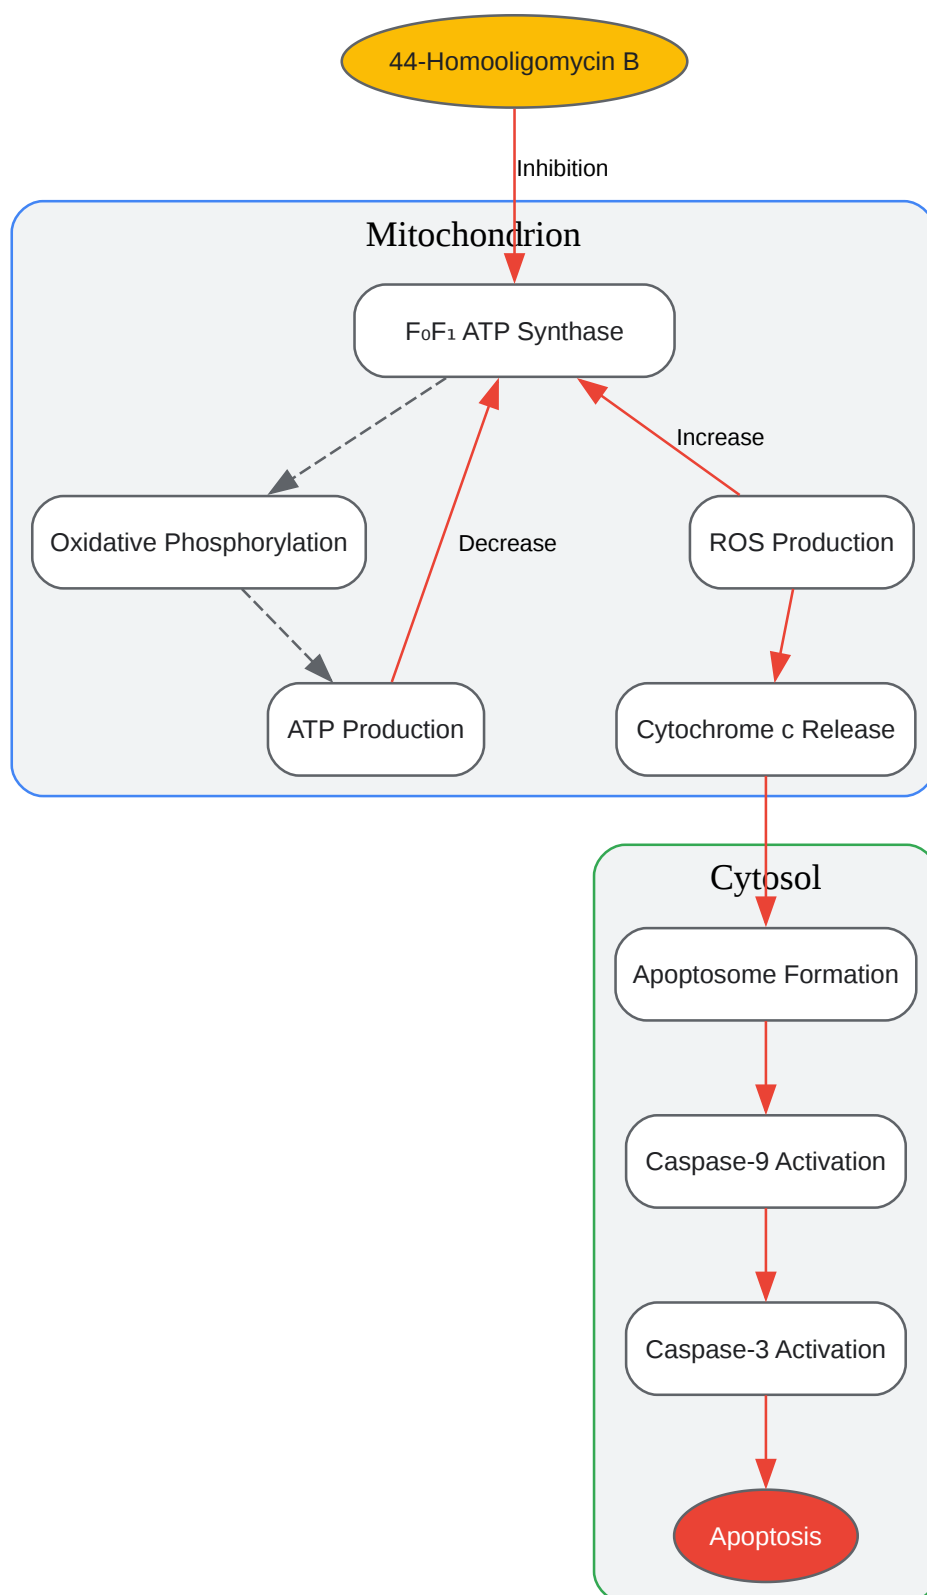 44-Homooligomycin B
Inhibition
Mitochondrion
F₀F₁ ATP Synthase
Increase
Oxidative Phosphorylation
Decrease
ROS Production
ATP Production
Cytochrome c Release
Cytosol
Apoptosome Formation
Caspase-9 Activation
Caspase-3 Activation
Apoptosis